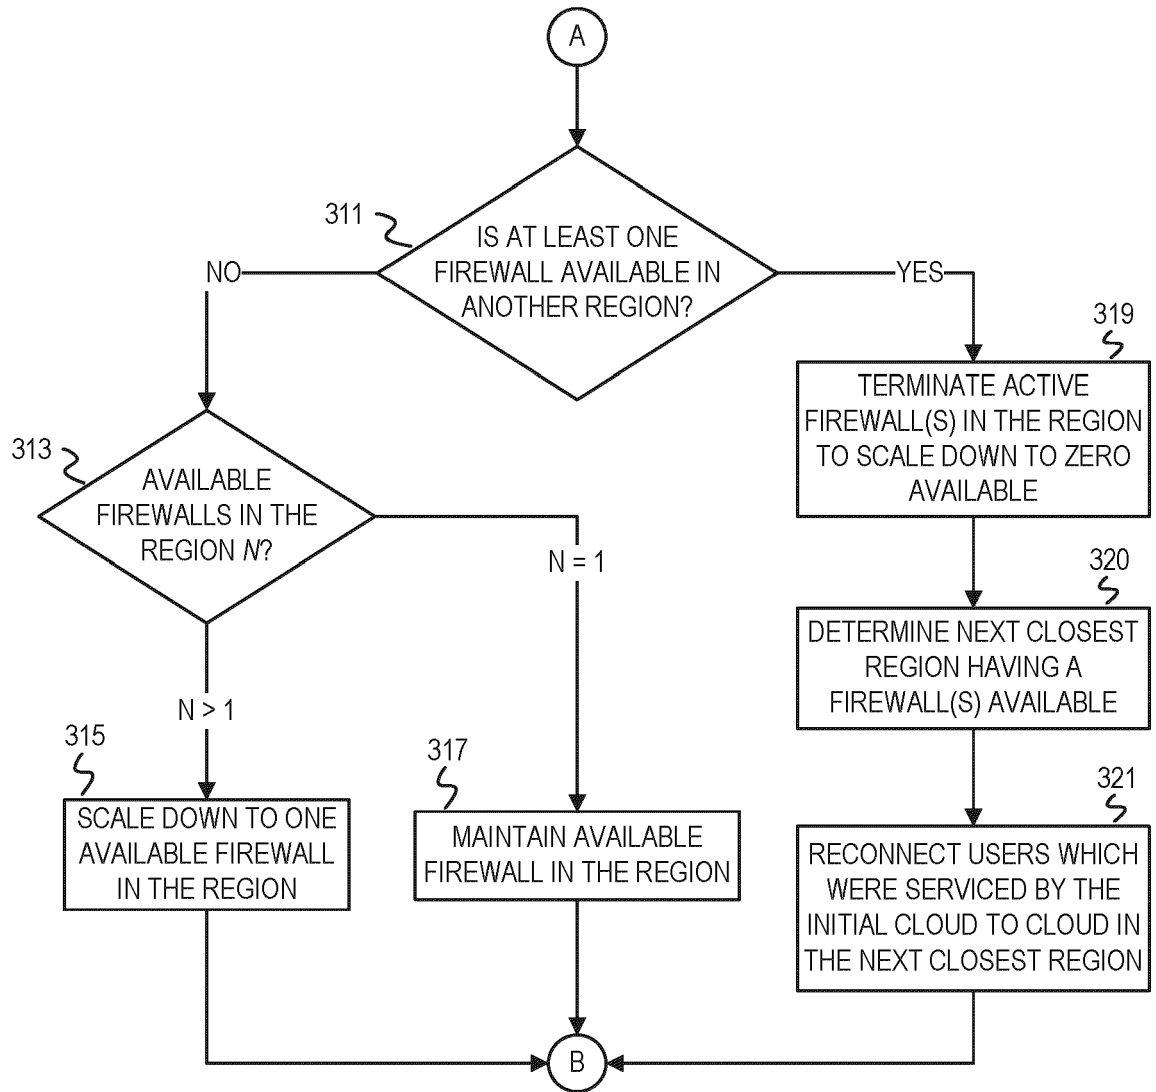 A
311
IS AT LEAST ONE
FIREWALL AVAILABLE IN
ANOTHER REGION?
NO
YES
319
TERMINATE ACTIVE
FIREWALL(S) IN THE REGION
TO SCALE DOWN TO ZERO
AVAILABLE
313
AVAILABLE
FIREWALLS IN THE
REGION N?
N = 1
N > 1
320
DETERMINE NEXT CLOSEST
REGION HAVING A
FIREWALL(S) AVAILABLE
315
SCALE DOWN TO ONE
AVAILABLE FIREWALL
IN THE REGION
317
MAINTAIN AVAILABLE
FIREWALL IN THE REGION
321
RECONNECT USERS WHICH
WERE SERVICED BY THE
INITIAL CLOUD TO CLOUD IN
THE NEXT CLOSEST REGION
B